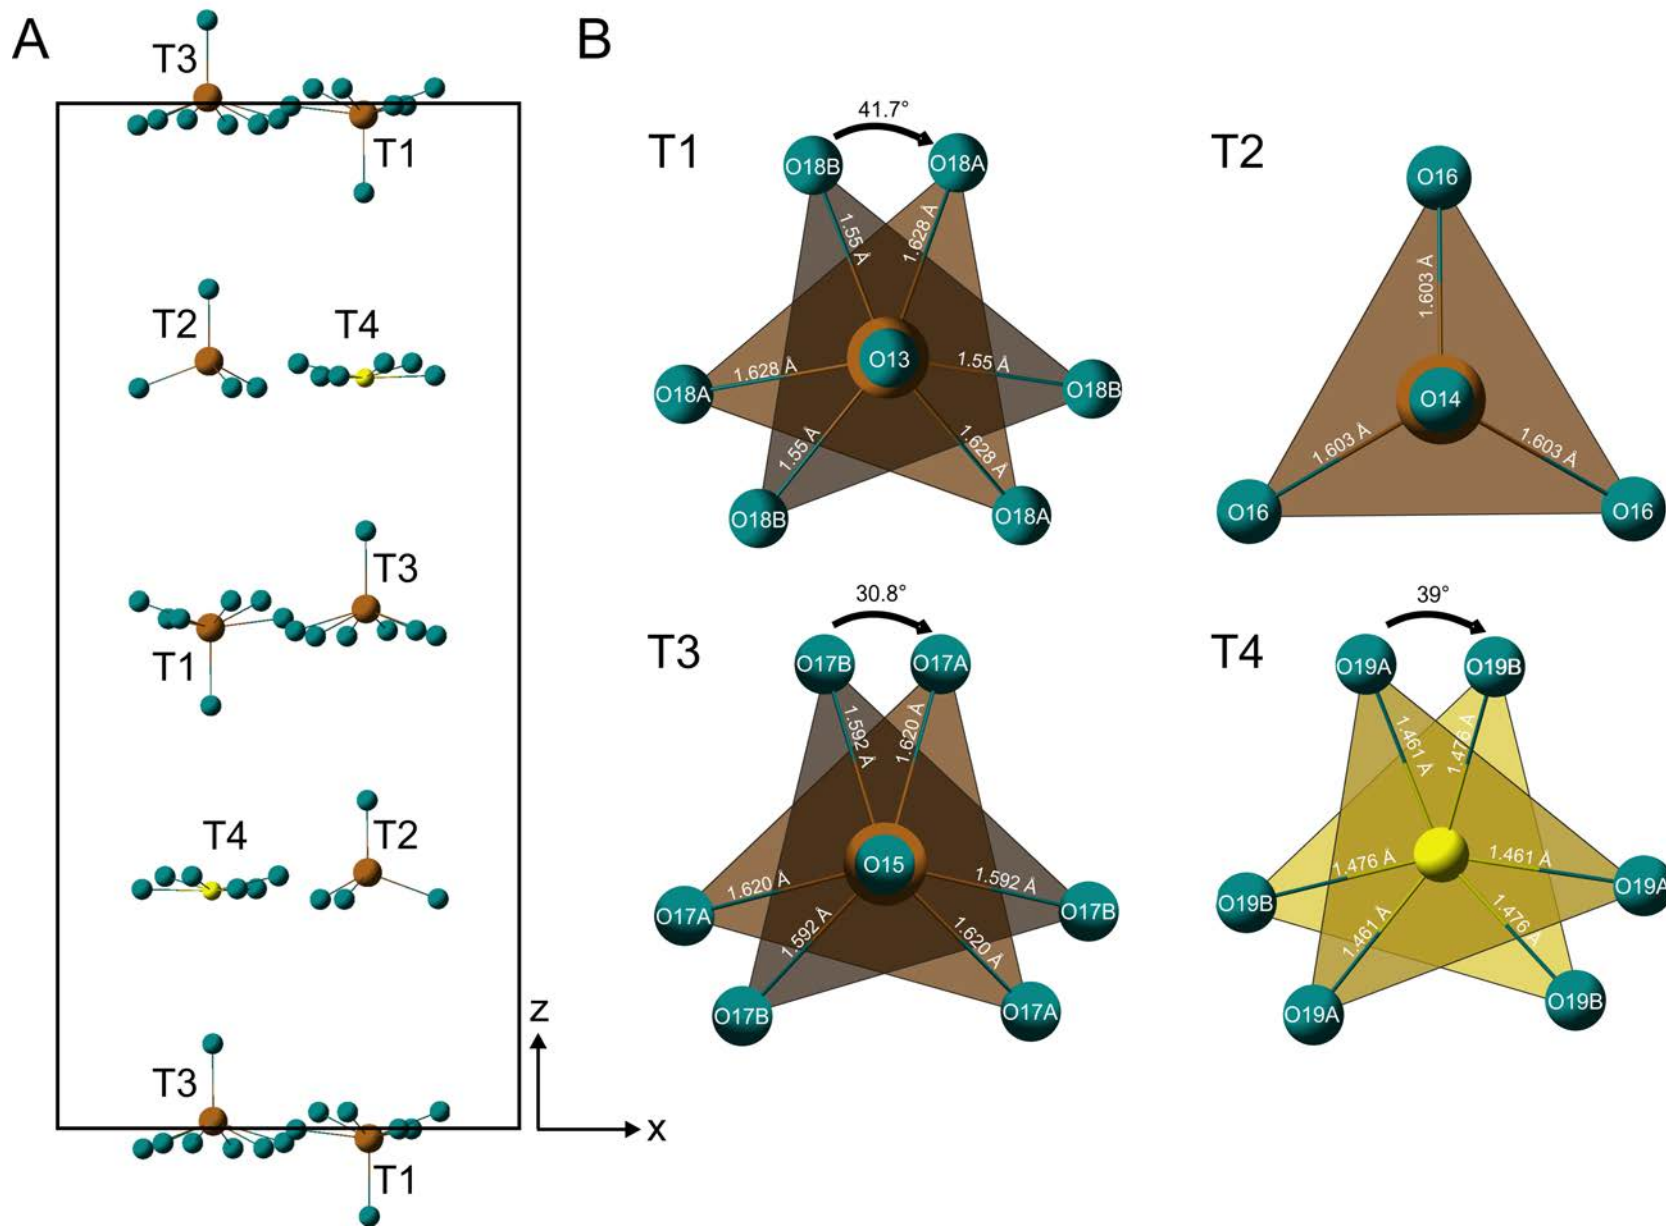 A
T3
T1
T2
T4
T3
T1
T4
T2
T3
T1
z
x
B
T1
41.7°
O18B
O18A
1.55 Å
1.628 Å
O13
1.628 Å
1.55 Å
O18A
O18B
1.55 Å
1.628 Å
O18B
O18A
T2
O16
1.603 Å
O14
1.603 Å
1.603 Å
O16
O16
T3
30.8°
O17B
O17A
1.592 Å
1.620 Å
O15
1.620 Å
1.592 Å
O17A
O17B
1.592 Å
1.620 Å
O17B
O17A
T4
39°
O19A
O19B
1.461 Å
1.476 Å
1.476 Å
1.461 Å
O19B
O19A
1.461 Å
1.476 Å
O19A
O19B